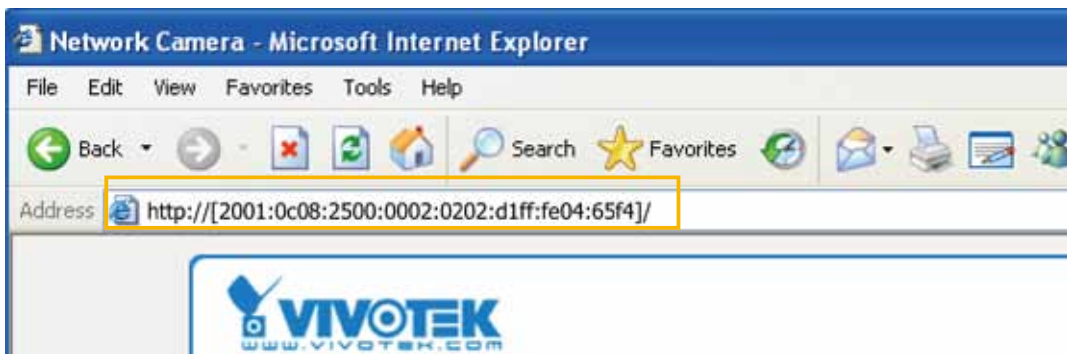 Network Camera - Microsoft Internet Explorer
File Edit View Favorites Tools Help
Back Search Favorites
Address http://[2001:0c08:2500:0002:0202:d1ff:fe04:65f4]/
VIVOTEK
www.vivotek.com